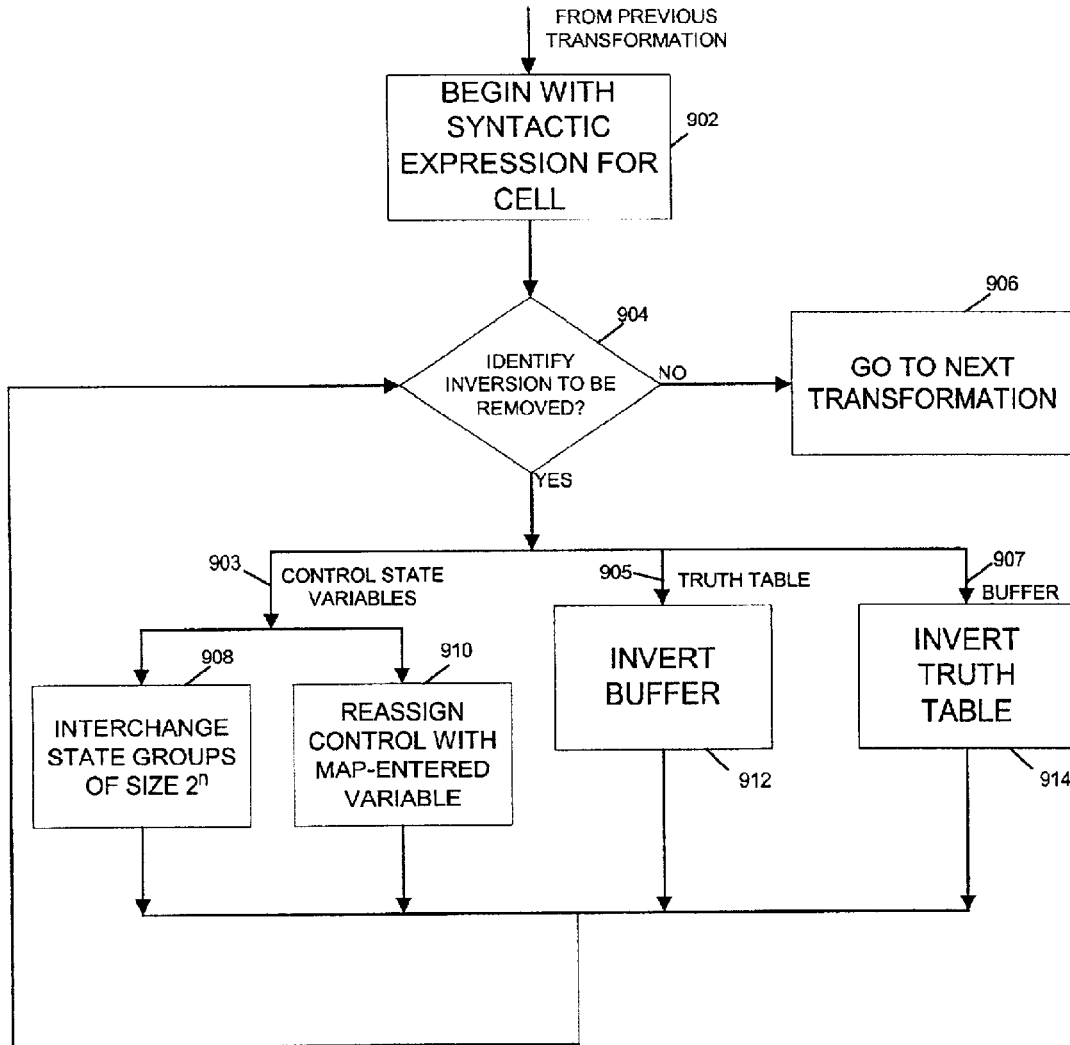 FROM PREVIOUS
TRANSFORMATION
BEGIN WITH
SYNTACTIC
EXPRESSION FOR
CELL
902
904
IDENTIFY
INVERSION TO BE
REMOVED?
NO
906
GO TO NEXT
TRANSFORMATION
YES
903
CONTROL STATE
VARIABLES
905
TRUTH TABLE
907
BUFFER
908
INTERCHANGE
STATE GROUPS
OF SIZE 2ⁿ
910
REASSIGN
CONTROL WITH
MAP-ENTERED
VARIABLE
INVERT
BUFFER
912
INVERT
TRUTH
TABLE
914